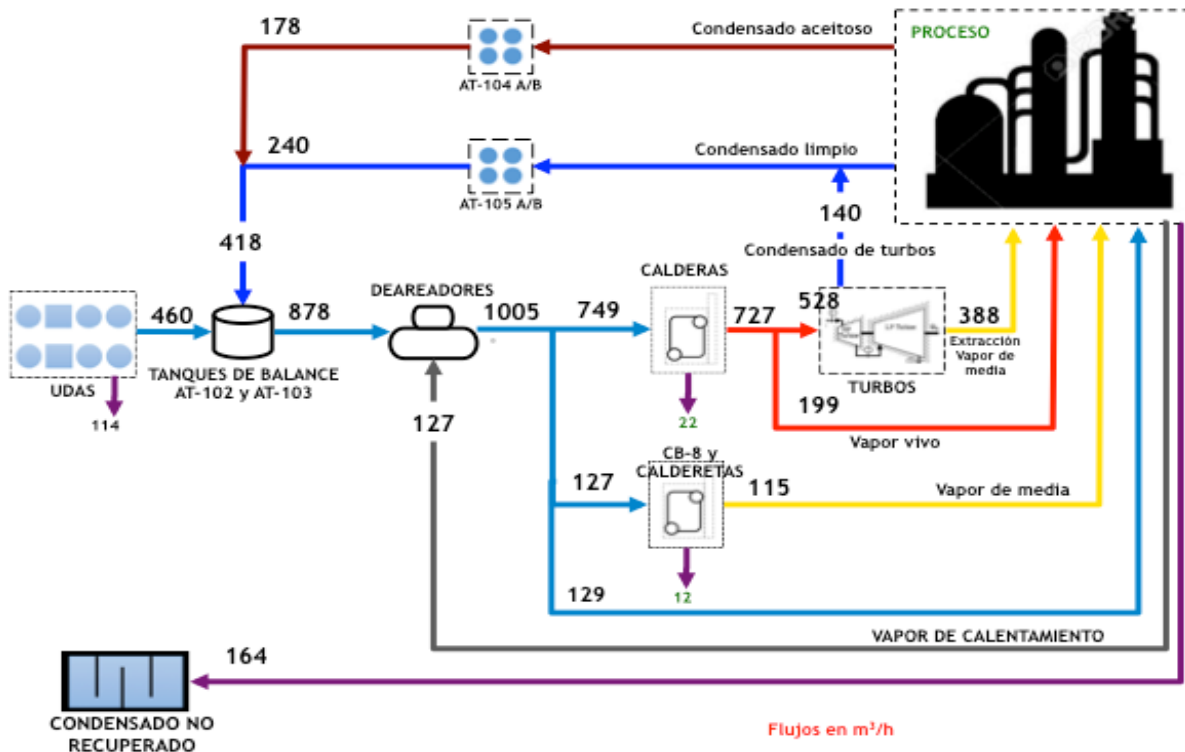 178
Condensado aceitoso
PROCESO
AT-104 A/B
240
Condensado limpio
AT-105 A/B
140
418
Condensado de turbos
CALDERAS
DEAREADORES
460
878
1005
749
727
528
388
Extracción
Vapor de
media
UDAS
TANQUES DE BALANCE
AT-102 y AT-103
TURBOS
114
127
22
199
Vapor vivo
CB-8 y
CALDERETAS
127
115
Vapor de media
129
12
VAPOR DE CALENTAMIENTO
164
CONDENSADO NO
RECUPERADO
Flujos en m³/h